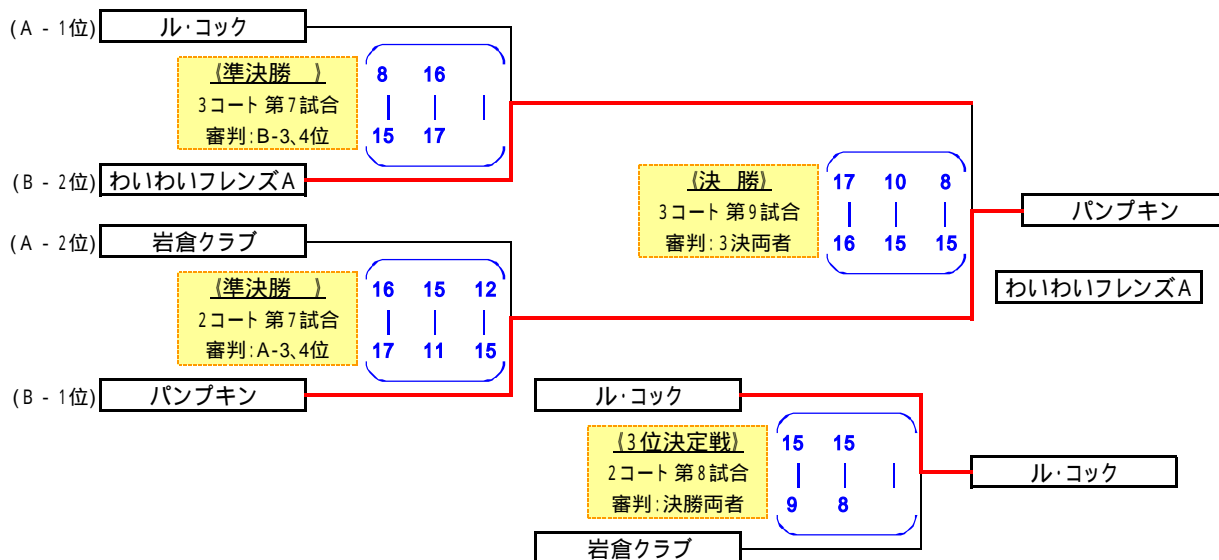 (A - 1位) ル・コック
《準決勝　》
3コート 第7試合
審判:B-3、4位
8 16
| | |
15 17
(B - 2位) わいわいフレンズA
(A - 2位) 岩倉クラブ
《準決勝　》
2コート 第7試合
審判:A-3、4位
16 15 12
| | |
17 11 15
(B - 1位) パンプキン
《決　勝》
3コート 第9試合
審判:3決両者
17 10 8
| | |
16 15 15
パンプキン
わいわいフレンズA
ル・コック
《3位決定戦》
2コート 第8試合
審判:決勝両者
15 15
| | |
9 8
岩倉クラブ
ル・コック